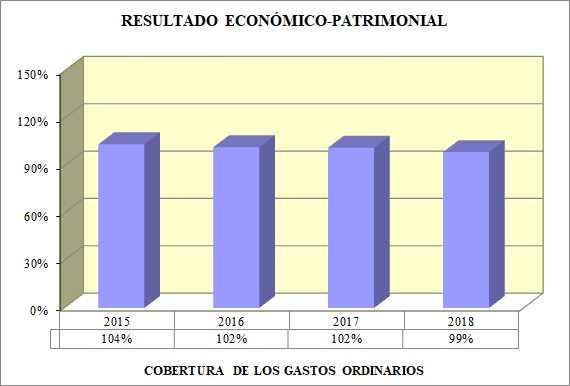 RESULTADO ECONÓMICO-PATRIMONIAL
150%
120%
90%
60%
30%
0%
2015 2016 2017 2018
104% 102% 102% 99%
COBERTURA DE LOS GASTOS ORDINARIOS